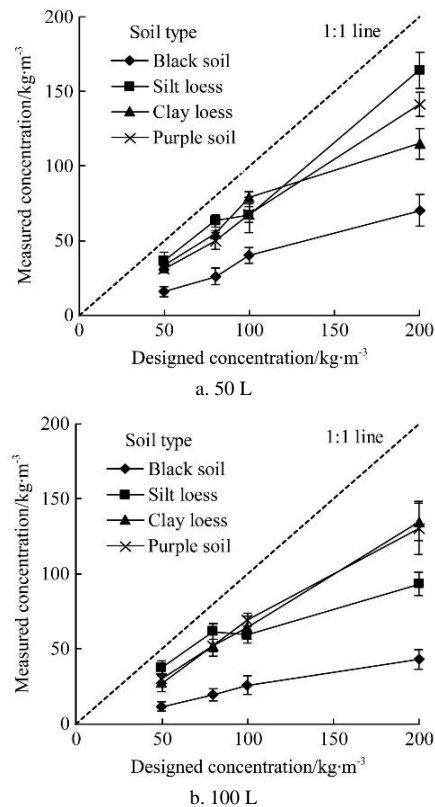 200
Soil type
1:1 line
Black soil
Silt loess
Clay loess
Purple soil
150
100
50
0
0 50 100 150 200
Measured concentration/kg·m⁻³
Designed concentration/kg·m⁻³
a. 50 L
200
Soil type
1:1 line
Black soil
Silt loess
Clay loess
Purple soil
150
100
50
0
0 50 100 150 200
Measured concentration/kg·m⁻³
Designed concentration/kg·m⁻³
b. 100 L